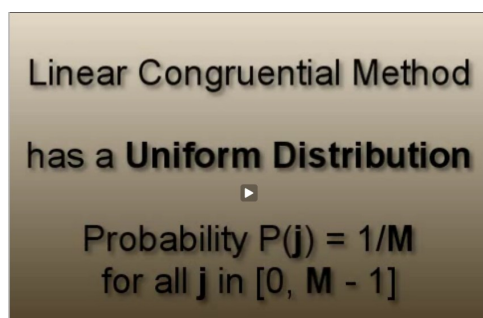 Linear Congruential Method
has a Uniform Distribution
Probability P(j) = 1/M
for all j in [0, M - 1]